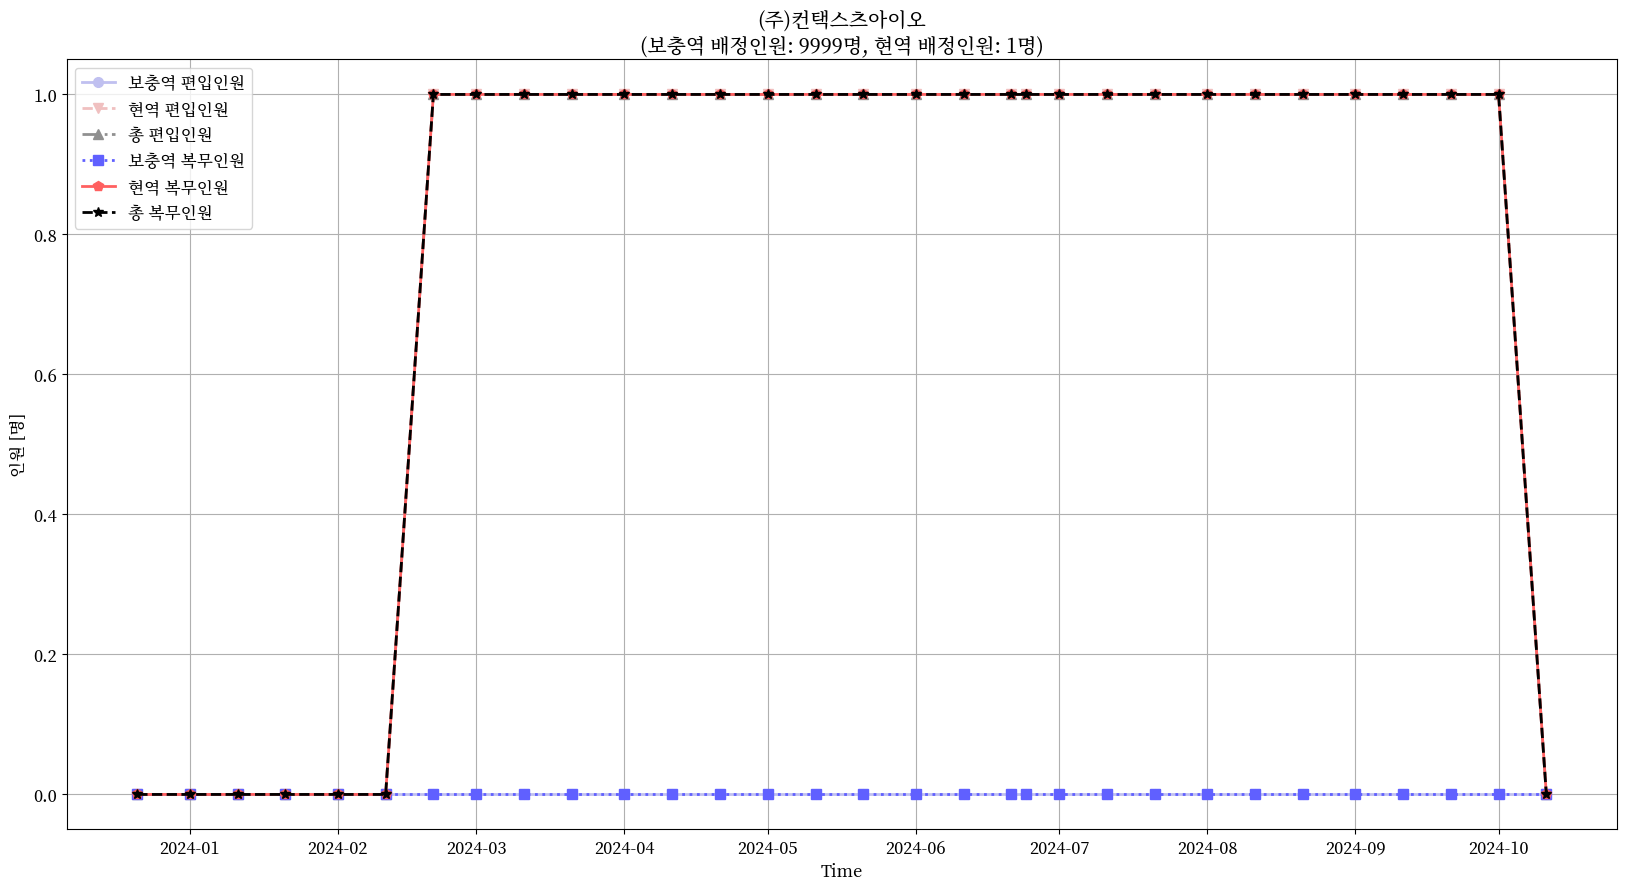 (주)컨택스츠아이오
(보충역 배정인원: 9999명, 현역 배정인원: 1명)
보충역 편입인원
현역 편입인원
총 편입인원
보충역 복무인원
현역 복무인원
총 복무인원
1.0
0.8
0.6
0.4
0.2
0.0
인원 [명]
2024-01 2024-02 2024-03 2024-04 2024-05 2024-06 2024-07 2024-08 2024-09 2024-10
Time